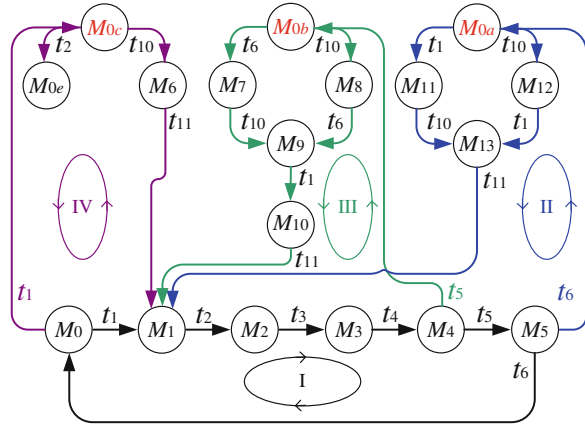 M0c M0b M0a
t2 t10 t6 t10 t1 t10
M0e M6 M7 M8 M11 M12
t11 t10 t6 t10 t1
M9 M13
t1 t11
IV M10 III II
t11
t1 t5 t6
M0 t1 M1 t2 M2 t3 M3 t4 M4 t5 M5
t6
I